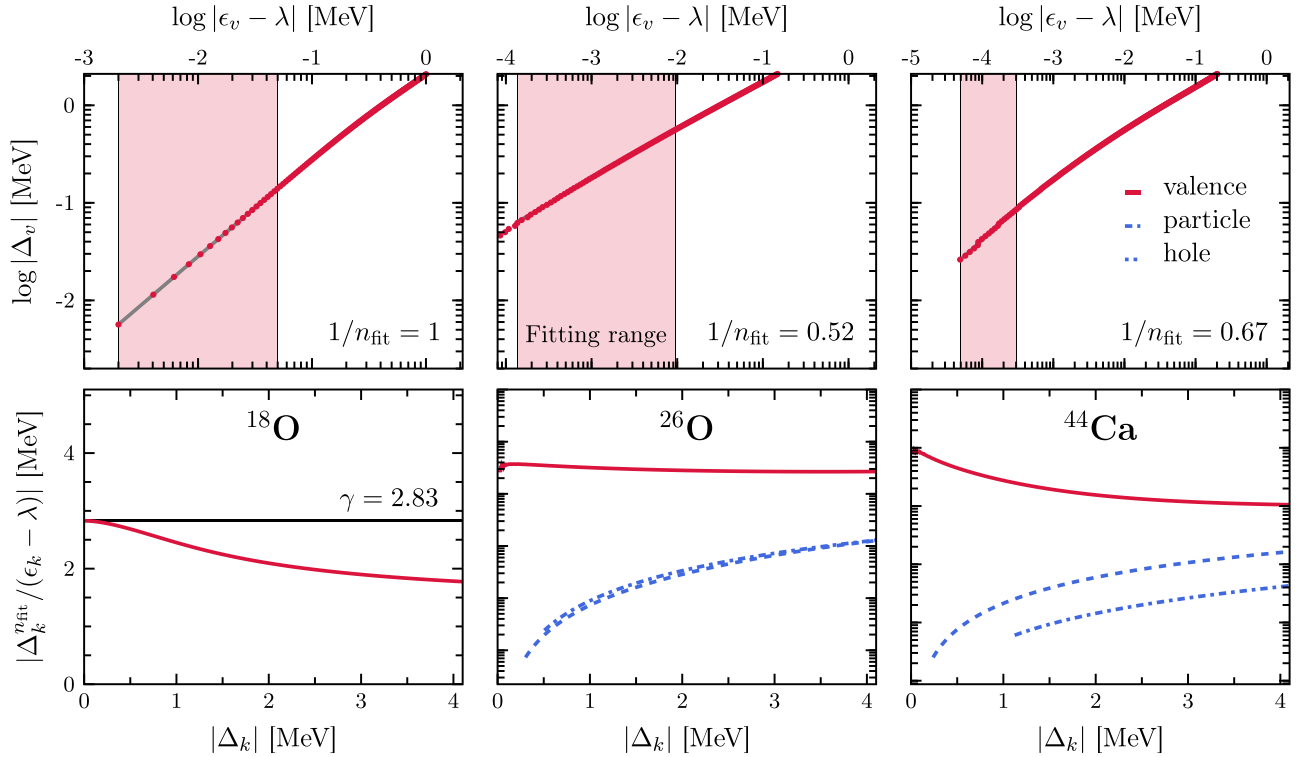 log |ϵ_v − λ| [MeV] log |ϵ_v − λ| [MeV] log |ϵ_v − λ| [MeV]
-3 -2 -1 0 -4 -3 -2 -1 0 -5 -4 -3 -2 -1 0
log |Δ_v| [MeV]
0
-1
-2
valence
particle
hole
1/n_fit = 1
Fitting range
1/n_fit = 0.52
1/n_fit = 0.67
|Δ_k^{n_fit}/(ϵ_k − λ)| [MeV]
¹⁸O ²⁶O ⁴⁴Ca
4
γ = 2.83
2
0
0 1 2 3 4 0 1 2 3 4 0 1 2 3 4
|Δ_k| [MeV] |Δ_k| [MeV] |Δ_k| [MeV]